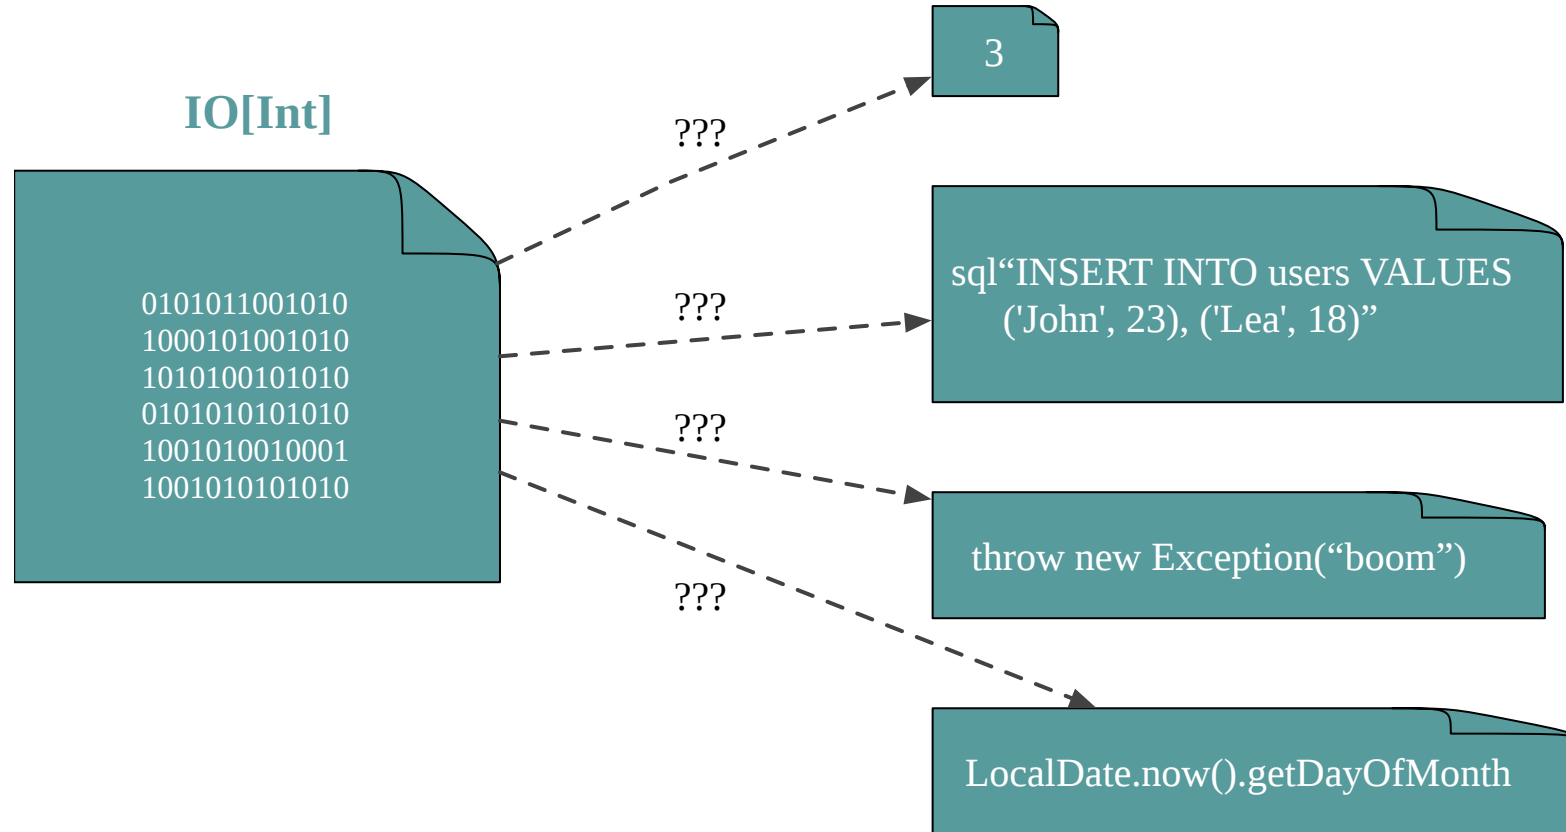 IO[Int]
0101011001010
1000101001010
1010100101010
0101010101010
1001010010001
1001010101010
???
???
???
???
3
sql“INSERT INTO users VALUES
('John', 23), ('Lea', 18)”
throw new Exception(“boom”)
LocalDate.now().getDayOfMonth